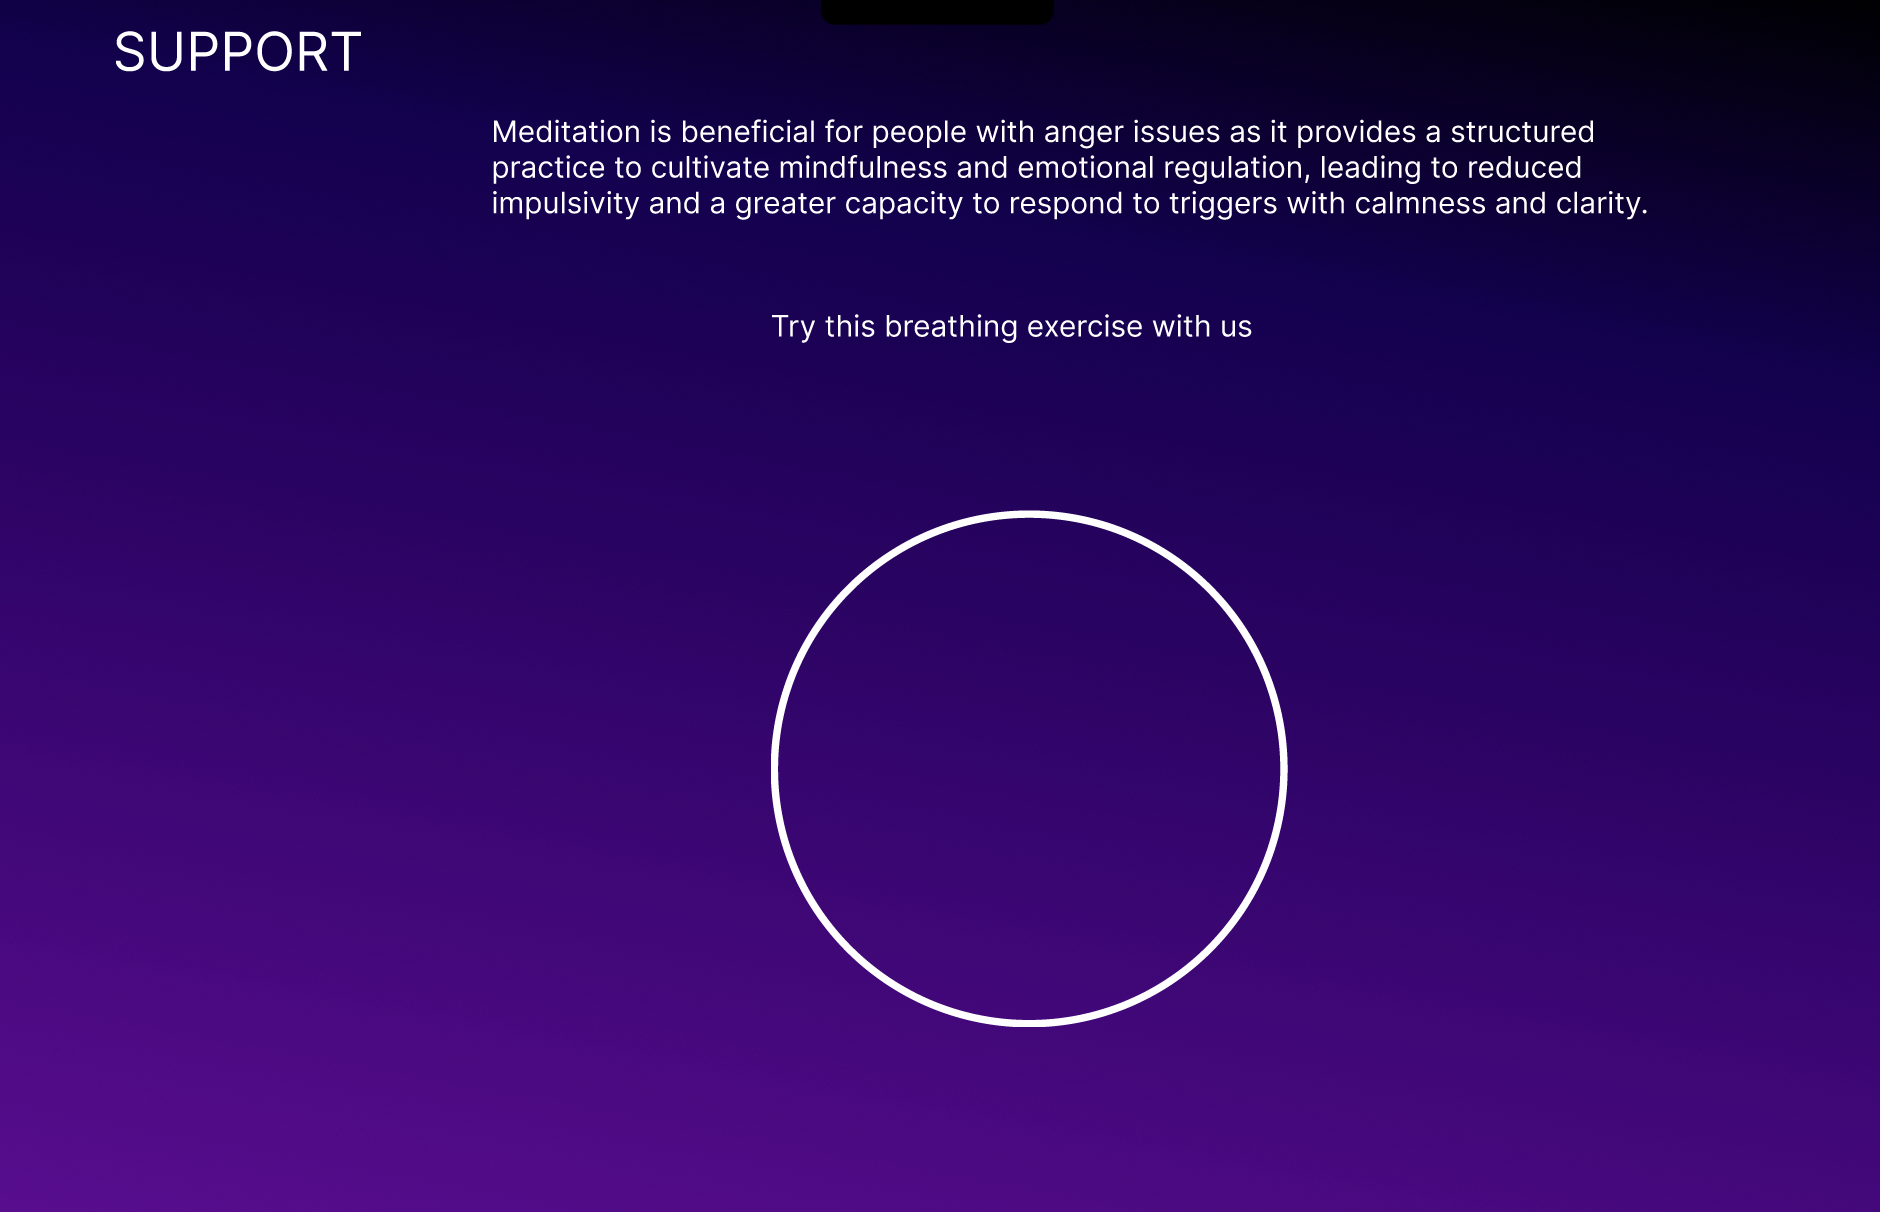 SUPPORT
Meditation is beneficial for people with anger issues as it provides a structured
practice to cultivate mindfulness and emotional regulation, leading to reduced
impulsivity and a greater capacity to respond to triggers with calmness and clarity.
Try this breathing exercise with us